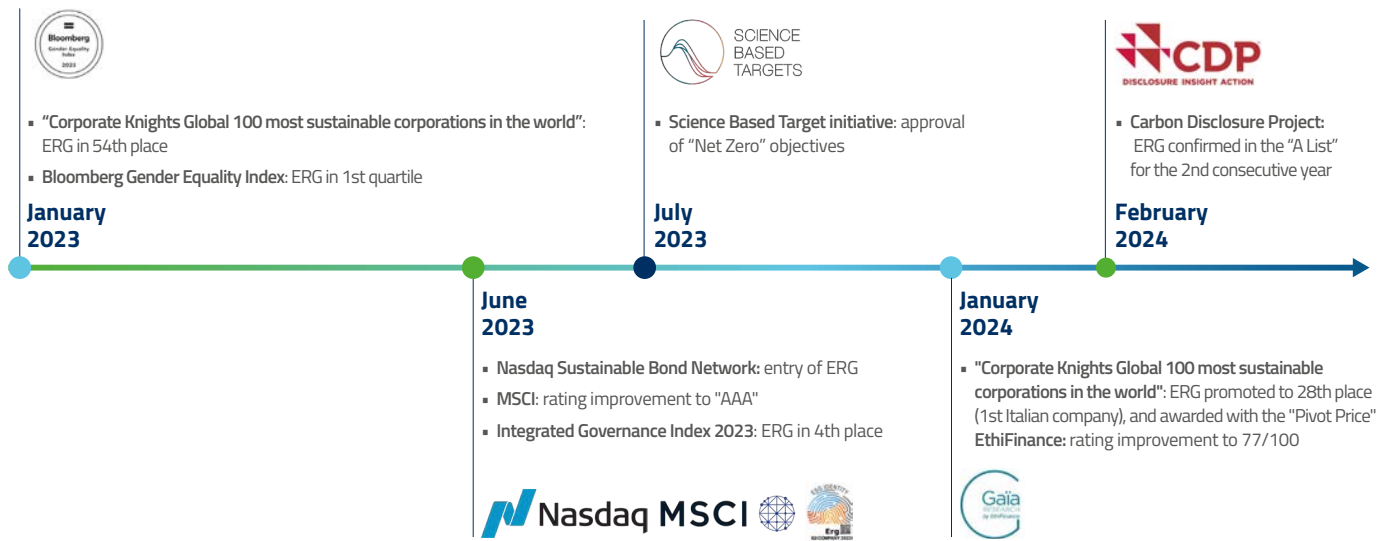 Bloomberg
Gender Equality
Index
2023
▪ “Corporate Knights Global 100 most sustainable corporations in the world”:
ERG in 54th place
▪ Bloomberg Gender Equality Index: ERG in 1st quartile
January
2023
SCIENCE
BASED
TARGETS
▪ Science Based Target initiative: approval
of “Net Zero” objectives
July
2023
CDP
DISCLOSURE INSIGHT ACTION
▪ Carbon Disclosure Project:
ERG confirmed in the “A List”
for the 2nd consecutive year
February
2024
June
2023
▪ Nasdaq Sustainable Bond Network: entry of ERG
▪ MSCI: rating improvement to "AAA"
▪ Integrated Governance Index 2023: ERG in 4th place
Nasdaq MSCI
ESG IDENTITY
Erg
January
2024
▪ "Corporate Knights Global 100 most sustainable
corporations in the world": ERG promoted to 28th place
(1st Italian company), and awarded with the "Pivot Price"
EthiFinance: rating improvement to 77/100
Gaïa
RESEARCH
by EthiFinance